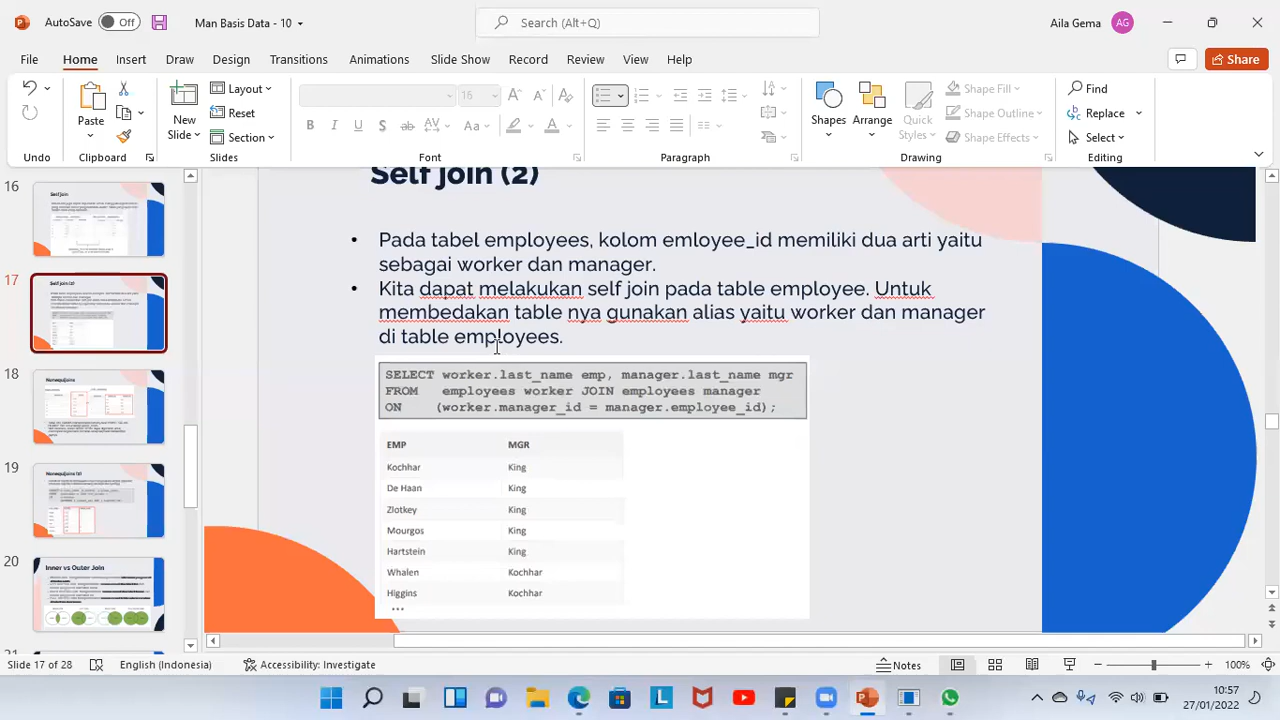 AutoSave Off Man Basis Data - 10 Search (Alt+Q) Aila Gema AG
File Home Insert Draw Design Transitions Animations Slide Show Record Review View Help Share
Paste New Slide Layout Reset Section 16 Shapes Arrange Quick Styles Shape Fill Shape Outline Shape Effects Find Replace Select
Undo Clipboard Slides Font Paragraph Drawing Editing
16
17
18
19
20
Self join
Self join (2)
Nonequijoins
Nonequijoins (2)
Inner vs Outer Join
Self join (2)
• Pada tabel employees, kolom emloyee_id memiliki dua arti yaitu
sebagai worker dan manager.
• Kita dapat melakukan self join pada table employee. Untuk
membedakan table nya gunakan alias yaitu worker dan manager
di table employees.
SELECT worker.last_name emp, manager.last_name mgr
FROM employees worker JOIN employees manager
ON (worker.manager_id = manager.employee_id);
EMP MGR
Kochhar King
De Haan King
Zlotkey King
Mourgos King
Hartstein King
Whalen Kochhar
Higgins Kochhar
...
Slide 17 of 28 English (Indonesia) Accessibility: Investigate Notes 100%
10:57
27/01/2022